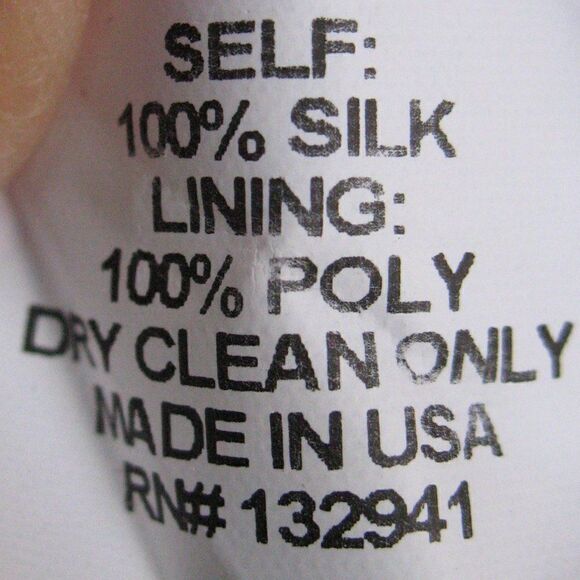 SELF:
100% SILK
LINING:
100% POLY
DRY CLEAN ONLY
MADE IN USA
RN# 132941